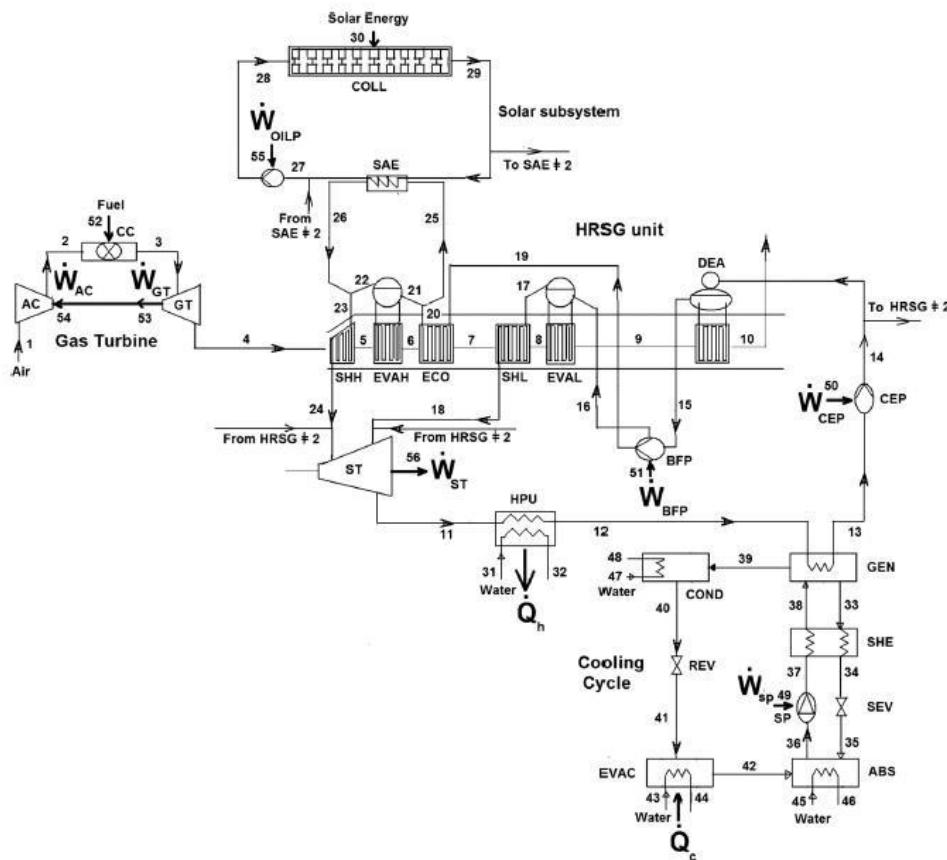 Solar Energy
30
28
29
COLL
Ẇ OILP
Solar subsystem
55
27
SAE
To SAE ǂ 2
Fuel
26
From SAE ǂ 2
25
HRSG unit
52
CC
2
3
19
DEA
Ẇ AC
Ẇ GT
22
21
17
AC
GT
23
20
To HRSG ǂ 2
54
53
4
5
6
7
8
9
10
1
Gas Turbine
14
Air
SHH
EVAH
ECO
SHL
EVAL
50
Ẇ CEP
CEP
24
18
16
15
From HRSG ǂ 2
From HRSG ǂ 2
BFP
ST
56
Ẇ ST
51
Ẇ BFP
HPU
11
12
13
31
32
48
39
GEN
Water
47
Water
COND
Q̇ h
40
38
33
SHE
Cooling Cycle
REV
37
34
Ẇ sp
49
SP
SEV
41
36
35
EVAC
42
ABS
43
44
45
46
Water
Water
Q̇ c